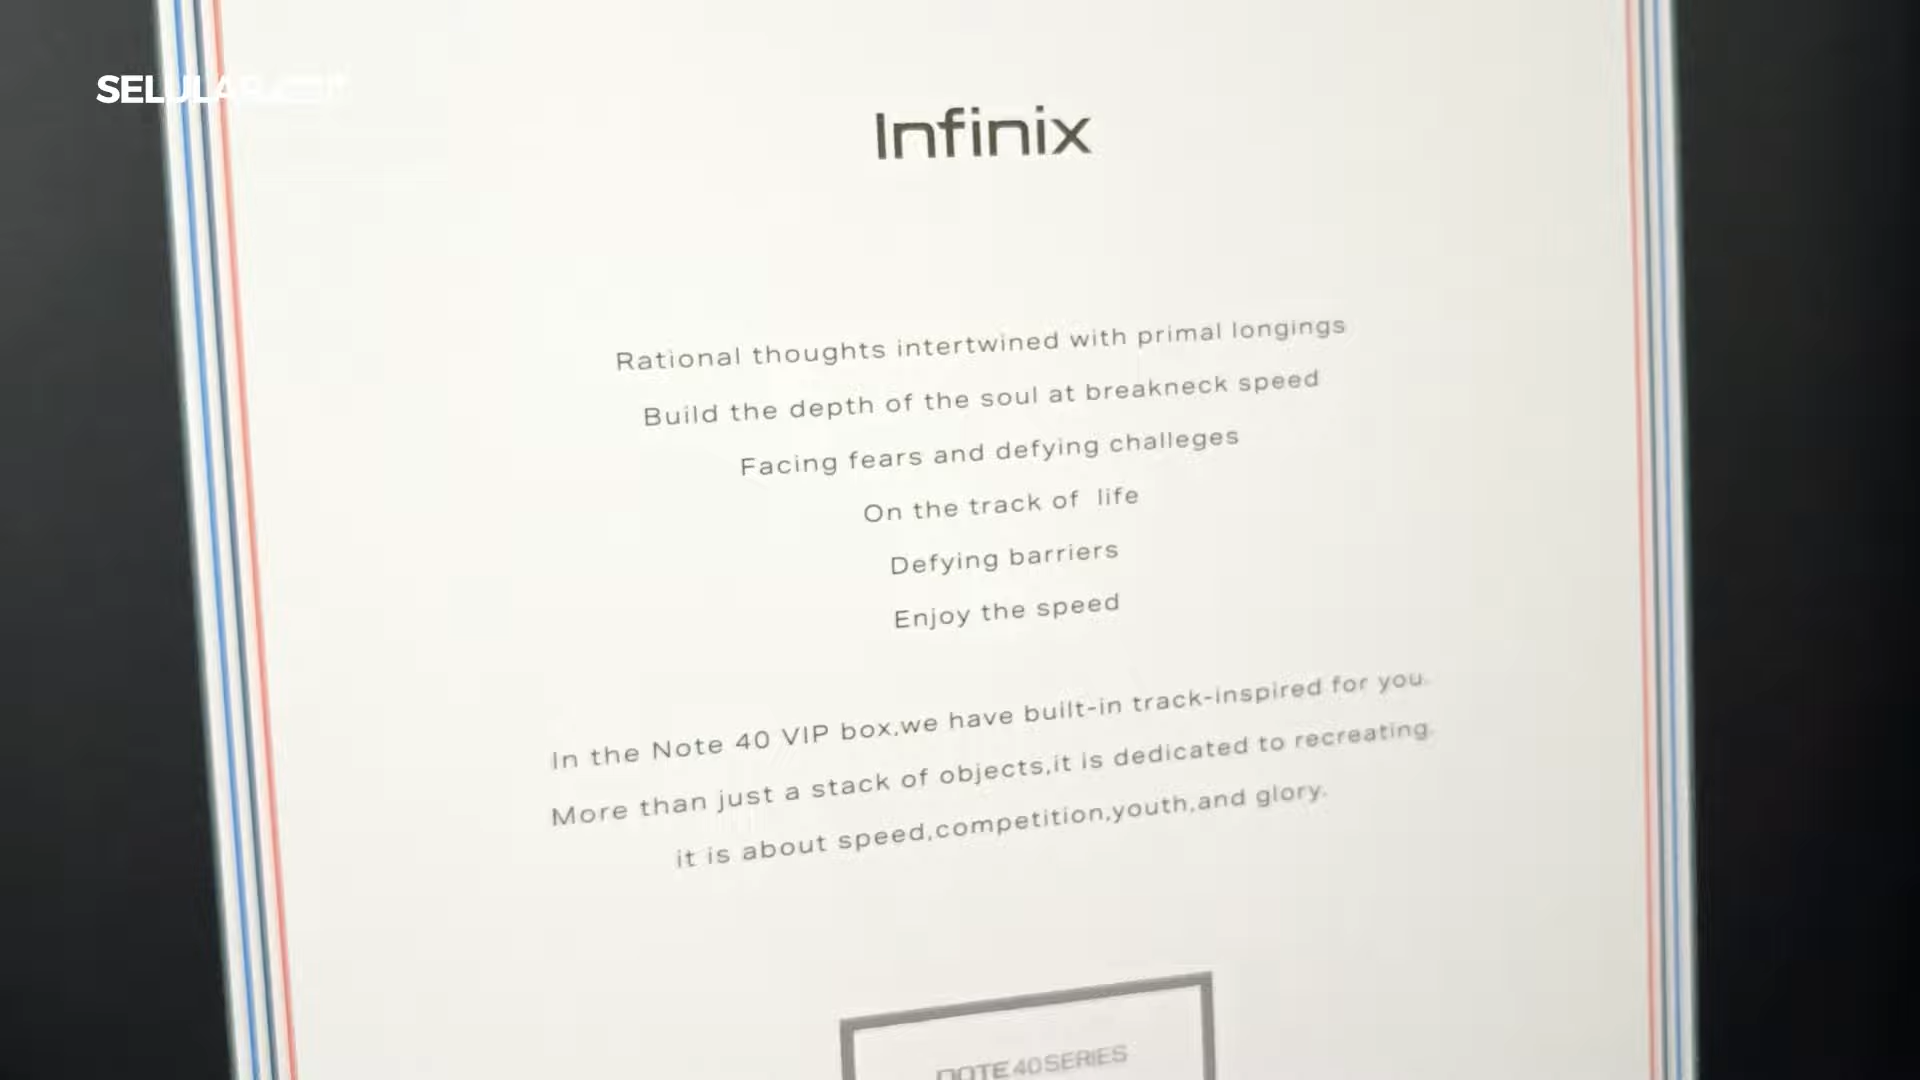 SELULAR
Infinix
Rational thoughts intertwined with primal longings
Build the depth of the soul at breakneck speed
Facing fears and defying challeges
On the track of life
Defying barriers
Enjoy the speed
In the Note 40 VIP box,we have built-in track-inspired for you.
More than just a stack of objects,it is dedicated to recreating.
it is about speed,competition,youth,and glory.
NOTE 40 SERIES